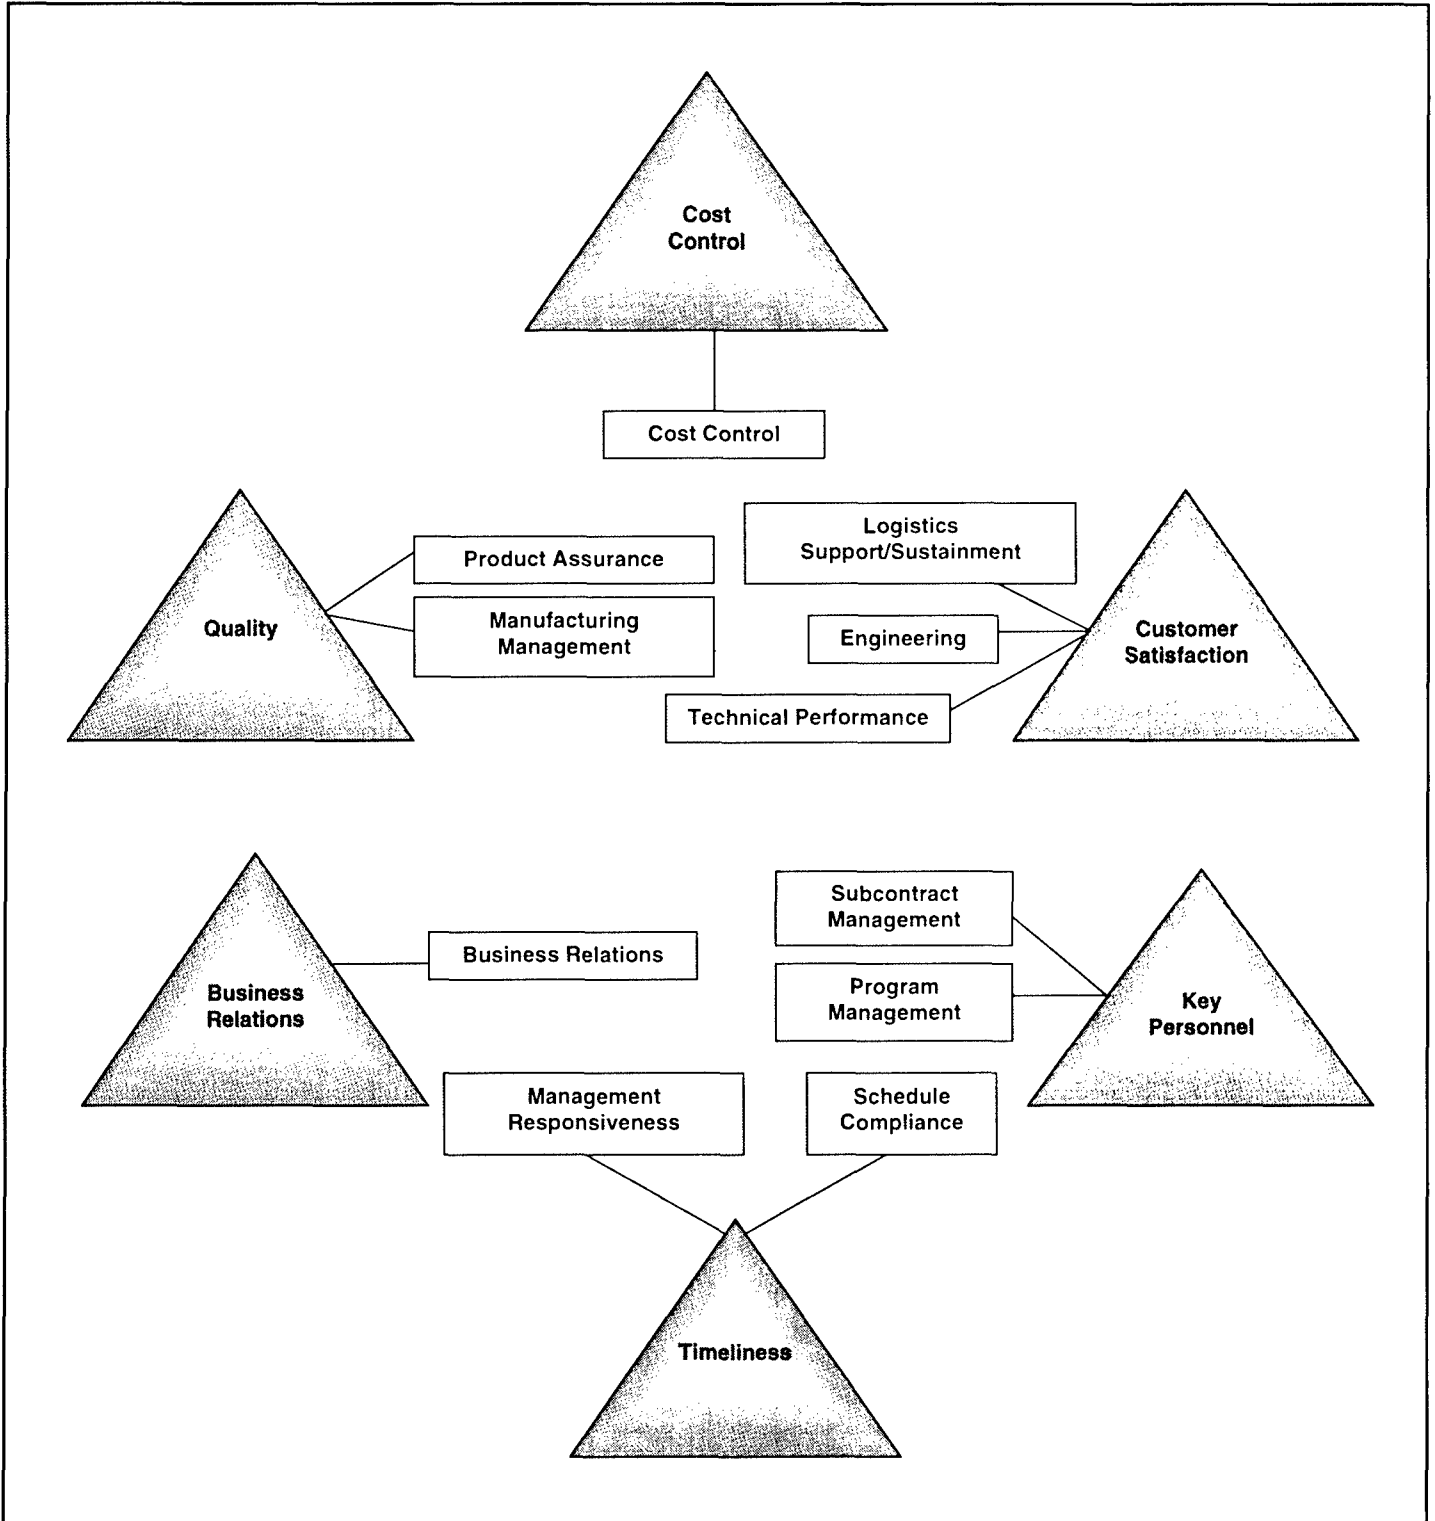 Cost
Control
Cost Control
Quality
Product Assurance
Manufacturing
Management
Logistics
Support/Sustainment
Engineering
Technical Performance
Customer
Satisfaction
Business
Relations
Business Relations
Subcontract
Management
Program
Management
Key
Personnel
Management
Responsiveness
Schedule
Compliance
Timeliness